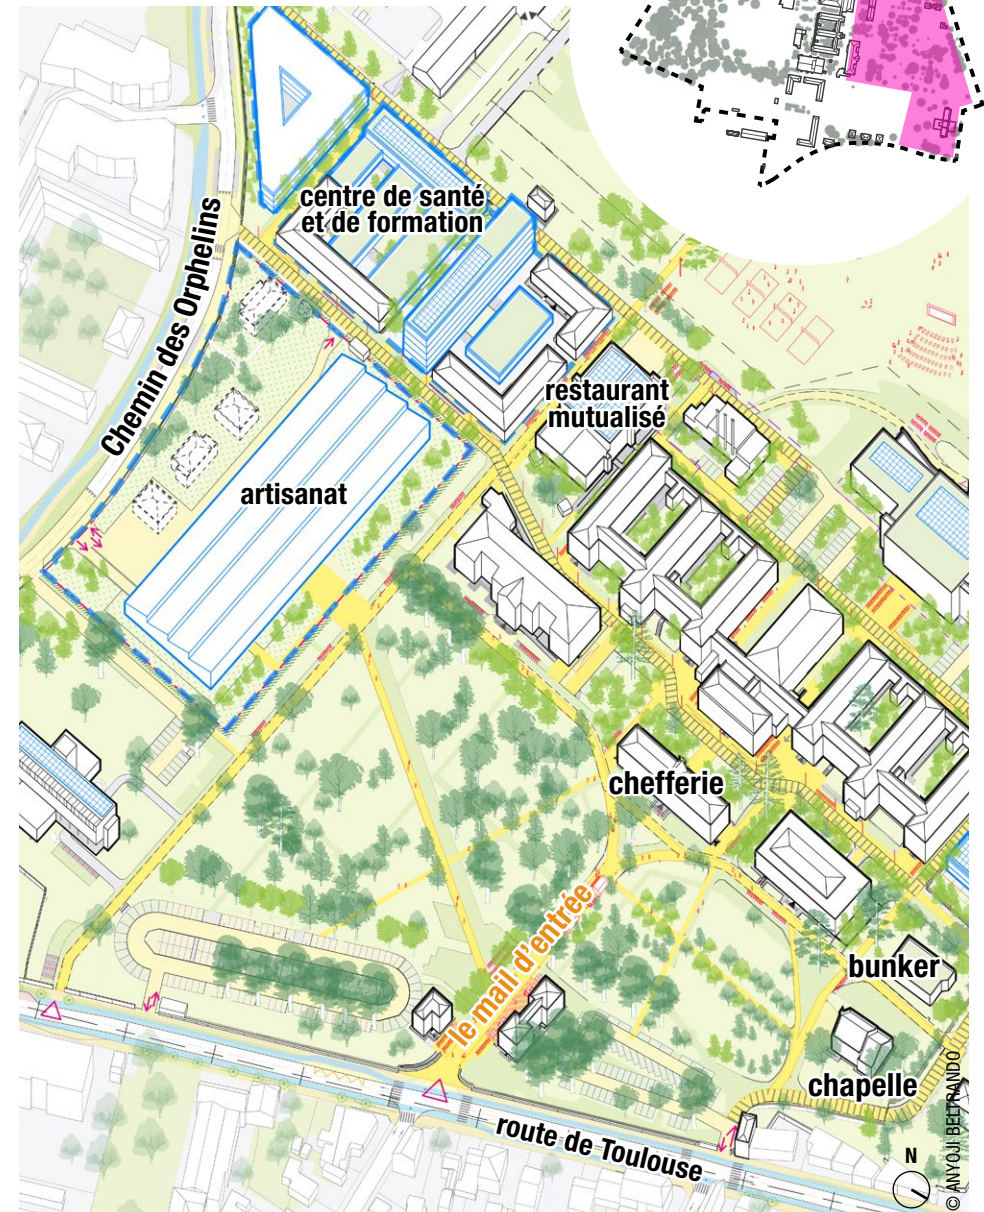 centre de santé
et de formation
Chemin des Orphelins
restaurant
mutualisé
artisanat
chefferie
le mail d'entrée
bunker
chapelle
route de Toulouse
N
© ANYOJI BELTRANDO